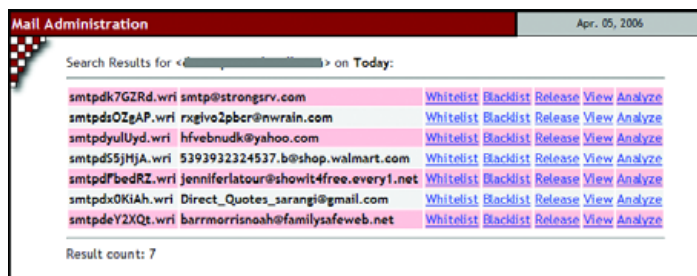 Mail Administration Apr. 05, 2006
Search Results for < > on Today:
smtpdk7GZRd.wri smtp@strongsrv.com Whitelist Blacklist Release View Analyze
smtpdsOZgAP.wri rxgivo2pbcr@nwrain.com Whitelist Blacklist Release View Analyze
smtpdyulUyd.wri hfvebnudk@yahoo.com Whitelist Blacklist Release View Analyze
smtpdS5jHjA.wri 5393932324537.b@shop.walmart.com Whitelist Blacklist Release View Analyze
smtpdFbedRZ.wri jenniferlatour@showit4free.every1.net Whitelist Blacklist Release View Analyze
smtpdx0KiAh.wri Direct_Quotes_sarangi@gmail.com Whitelist Blacklist Release View Analyze
smtpdeY2XQt.wri barrmorrisnoah@familysafeweb.net Whitelist Blacklist Release View Analyze
Result count: 7